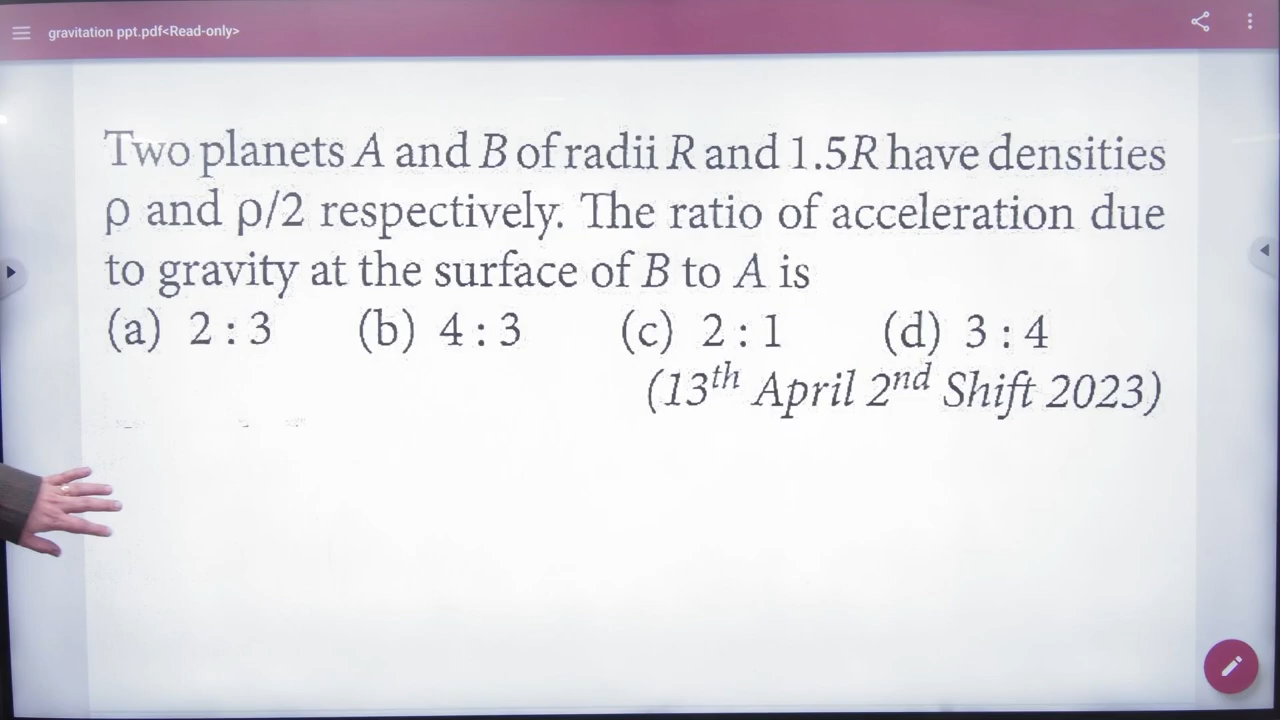 gravitation ppt.pdf<Read-only>
Two planets A and B of radii R and 1.5R have densities
ρ and ρ/2 respectively. The ratio of acceleration due
to gravity at the surface of B to A is
(a) 2 : 3 (b) 4 : 3 (c) 2 : 1 (d) 3 : 4
(13th April 2nd Shift 2023)